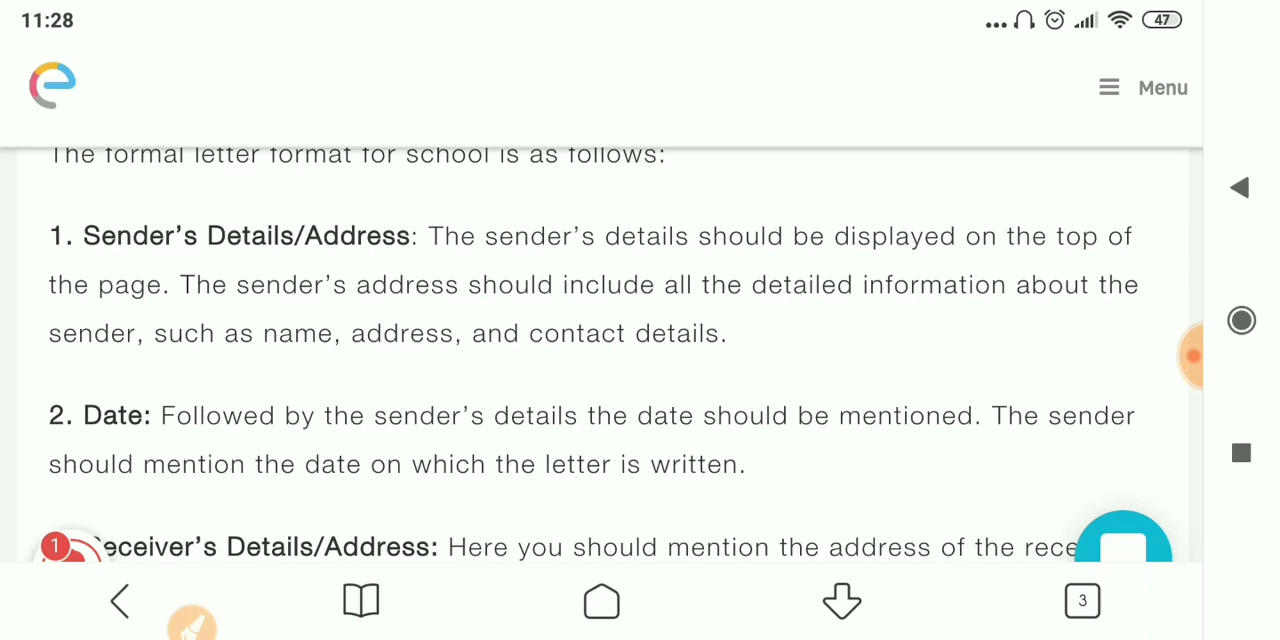 11:28
47
Menu
The formal letter format for school is as follows:
1. Sender's Details/Address: The sender's details should be displayed on the top of
the page. The sender's address should include all the detailed information about the
sender, such as name, address, and contact details.
2. Date: Followed by the sender's details the date should be mentioned. The sender
should mention the date on which the letter is written.
1
eceiver's Details/Address: Here you should mention the address of the rece
3